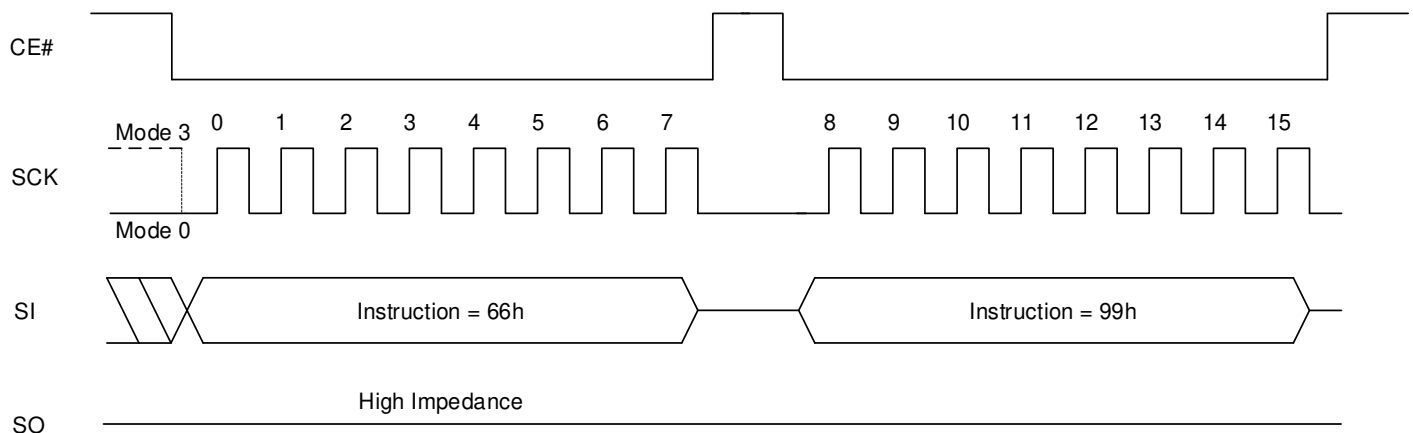 CE#
Mode 3 0 1 2 3 4 5 6 7 8 9 10 11 12 13 14 15
SCK
Mode 0
SI Instruction = 66h Instruction = 99h
High Impedance
SO